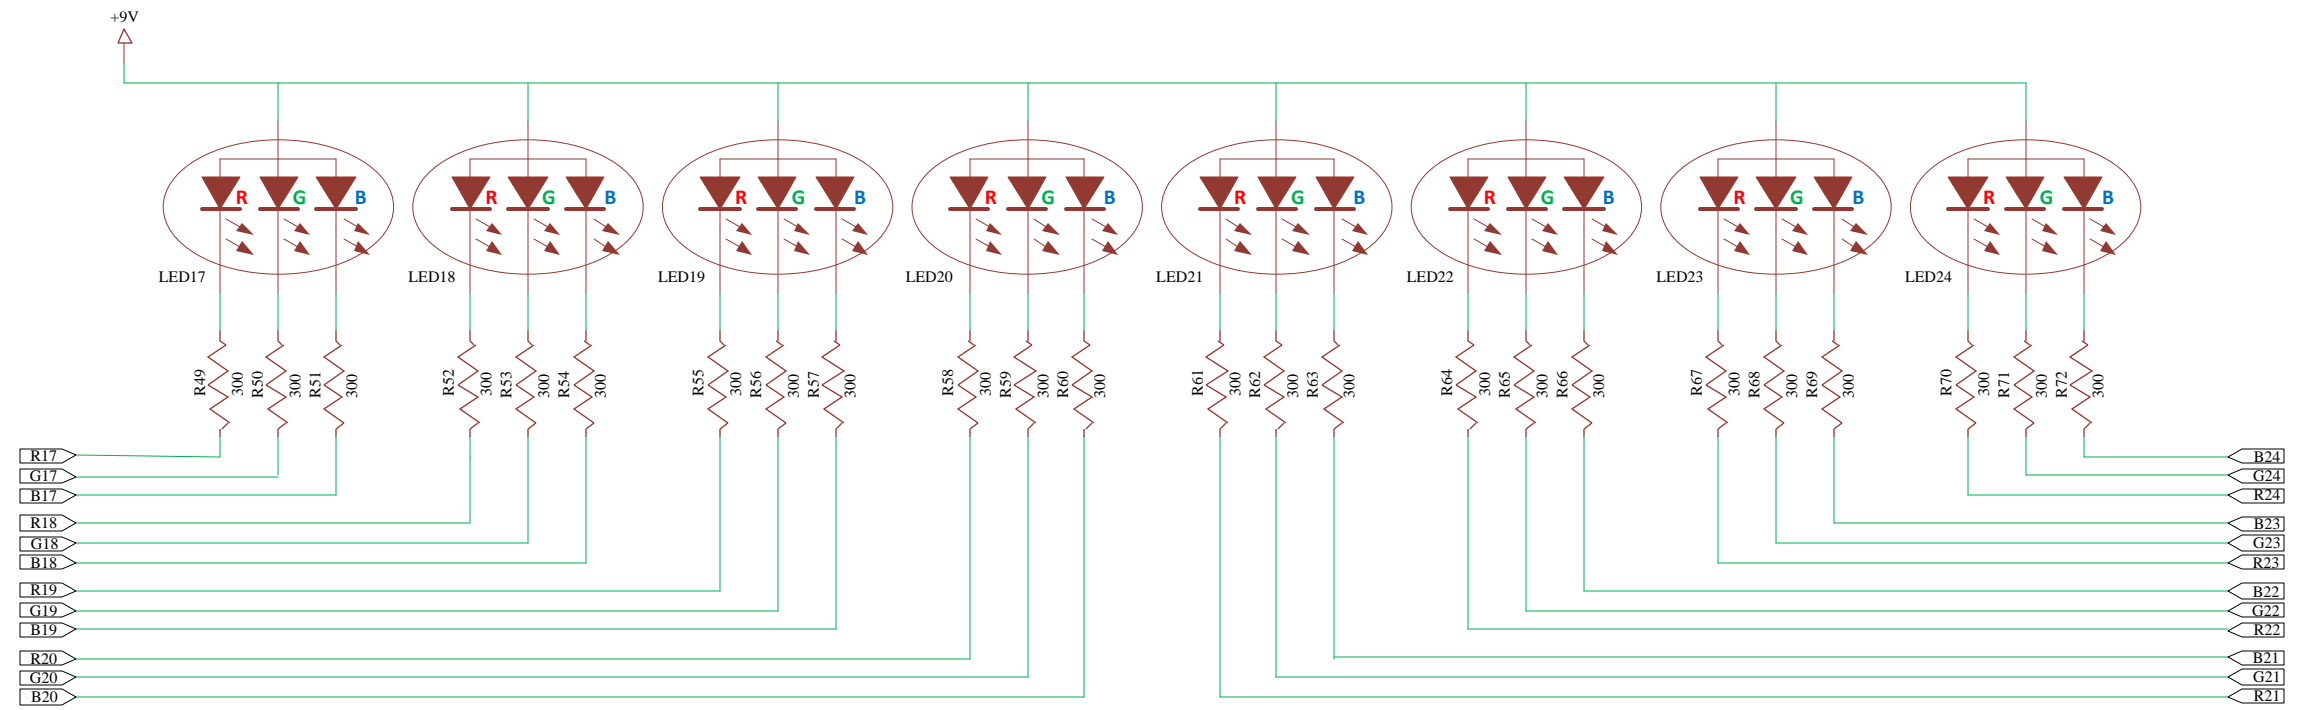 +9V
R G B R G B R G B R G B R G B R G B R G B R G B
LED17 LED18 LED19 LED20 LED21 LED22 LED23 LED24
R49 300 R50 300 R51 300 R52 300 R53 300 R54 300 R55 300 R56 300 R57 300 R58 300 R59 300 R60 300 R61 300 R62 300 R63 300 R64 300 R65 300 R66 300 R67 300 R68 300 R69 300 R70 300 R71 300 R72 300
R17 B24
G17 G24
B17 R24
R18 B23
G18 G23
B18 R23
R19 B22
G19 G22
B19 R22
R20 B21
G20 G21
B20 R21